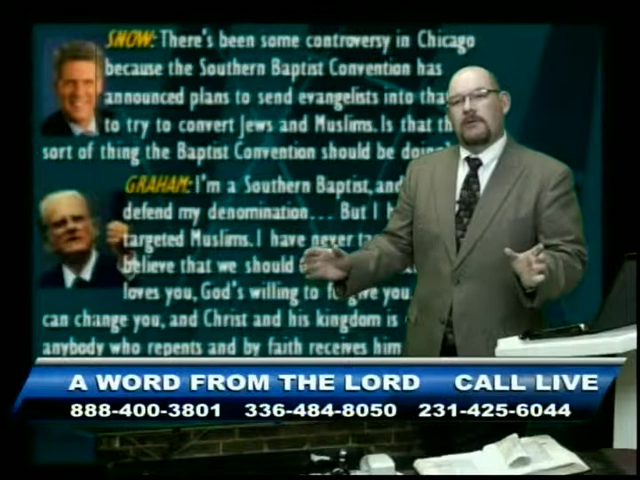 SNOW: There's been some controversy in Chicago
because the Southern Baptist Convention has
announced plans to send evangelists into
to try to convert Jews and Muslims. Is that
sort of thing the Baptist Convention should be
GRAHAM: I'm a Southern Baptist, and
defend my denomination... But I
targeted Muslims. I have never
believe that we should
loves you, God's willing to you
can change you, and Christ and his kingdom is
anybody who repents and by faith receives him
A WORD FROM THE LORD CALL LIVE
888-400-3801 336-484-8050 231-425-6044